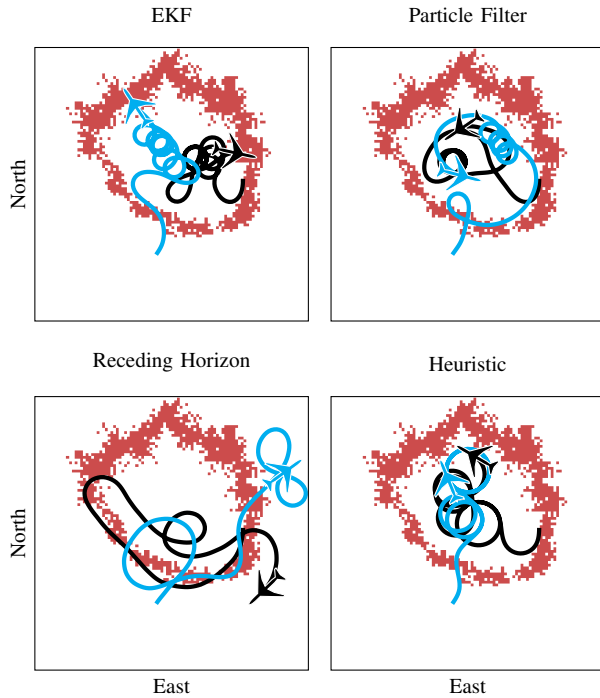 EKF
Particle Filter
North
Receding Horizon
Heuristic
North
East
East